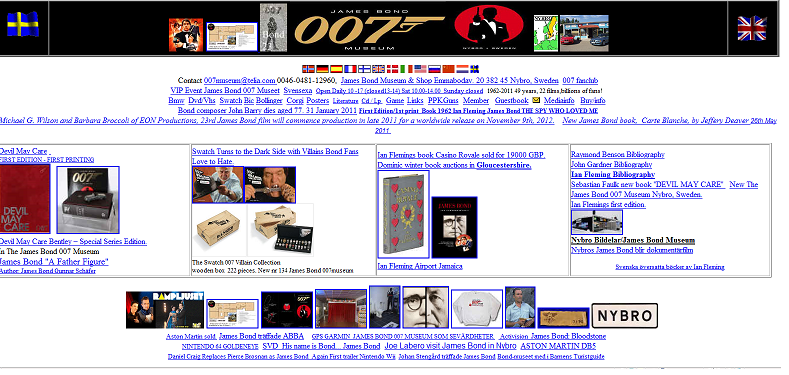 JAMES BOND
007
MUSEUM
NYBRO
Contact 007museum@telia.com 0046-0481-12960, James Bond Museum & Shop Emmabodav. 20 382 45 Nybro, Sweden 007 fanclub
VIP Event James Bond 007 Museet Svensexa Open Daily 10 -17 (closed13-14) Sat 10.00-14.00 Sunday closed 1962-2011 49 years, 22 films,billions of fans!
Bmw Dvd/Vhs Swatch Bic Bollinger Corgi Posters Literature Cd / Lp Game Links PPKGuns Member Guestbook Mediainfo Buyinfo
Bond composer John Barry dies aged 77. 31 January 2011 First Edition/1st print Book 1962 Ian Fleming James Bond THE SPY WHO LOVED ME
Michael G. Wilson and Barbara Broccoli of EON Productions, 23rd James Bond film will commence production in late 2011 for a worldwide release on November 9th, 2012. New James Bond book, Carte Blanche, by Jeffery Deaver 26th May
2011
Devil May Care
FIRST EDITION - FIRST PRINTING
DEVIL MAY CARE
007
Devil May Care Bentley – Special Series Edition.
In The James Bond 007 Museum
James Bond "A Father Figure"
Author James Bond Gunnar Schäfer
Swatch Turns to the Dark Side with Villains Bond Fans
Love to Hate.
The Swatch 007 Villain Collection
wooden box 222 pieces. New nr 134 James Bond 007museum
Ian Flemings book Casino Royale sold for 19000 GBP.
Dominic winter book auctions in Gloucestershire.
JAMES BOND
Ian Fleming Airport Jamaica
Raymond Benson Bibliography
John Gardner Bibliography
Ian Fleming Bibliography
Sebastian Faulk new book "DEVIL MAY CARE" New The
James Bond 007 Museum Nybro, Sweden.
Ian Flemings first edition.
Nybro Bildelar/James Bond Museum
Nybros James Bond blir dokumentärfilm
Svenska översatta böcker av Ian Fleming
RAMPLJUSET
NYBRO
Aston Martin sold James Bond träffade ABBA GPS GARMIN JAMES BOND 007 MUSEUM SOM SEVÄRDHETER Activision James Bond: Bloodstone
NINTENDO 64 GOLDENEYE SVD His name is Bond... James Bond Joe Labero visit James Bond in Nybro ASTON MARTIN DB5
Daniel Craig Replaces Pierce Brosnan as James Bond Again First trailer Nintendo Wii Johan Stengård träffade James Bond Bond-museet med i Barnens Turistguide